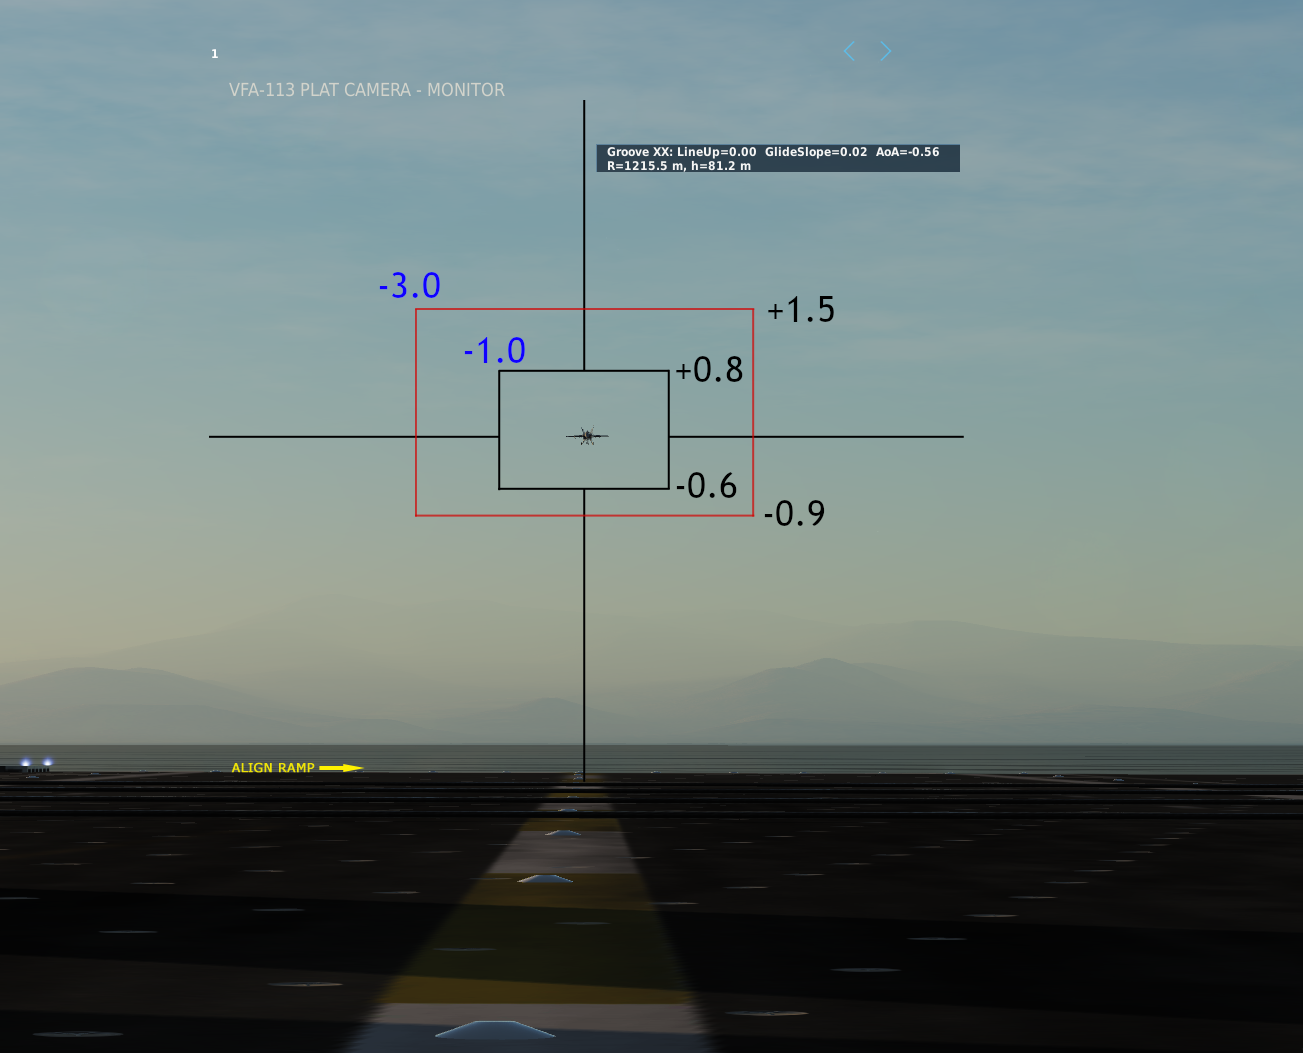 1
VFA-113 PLAT CAMERA - MONITOR
Groove XX: LineUp=0.00 GlideSlope=0.02 AoA=-0.56
R=1215.5 m, h=81.2 m
-3.0
+1.5
-1.0
+0.8
-0.6
-0.9
ALIGN RAMP